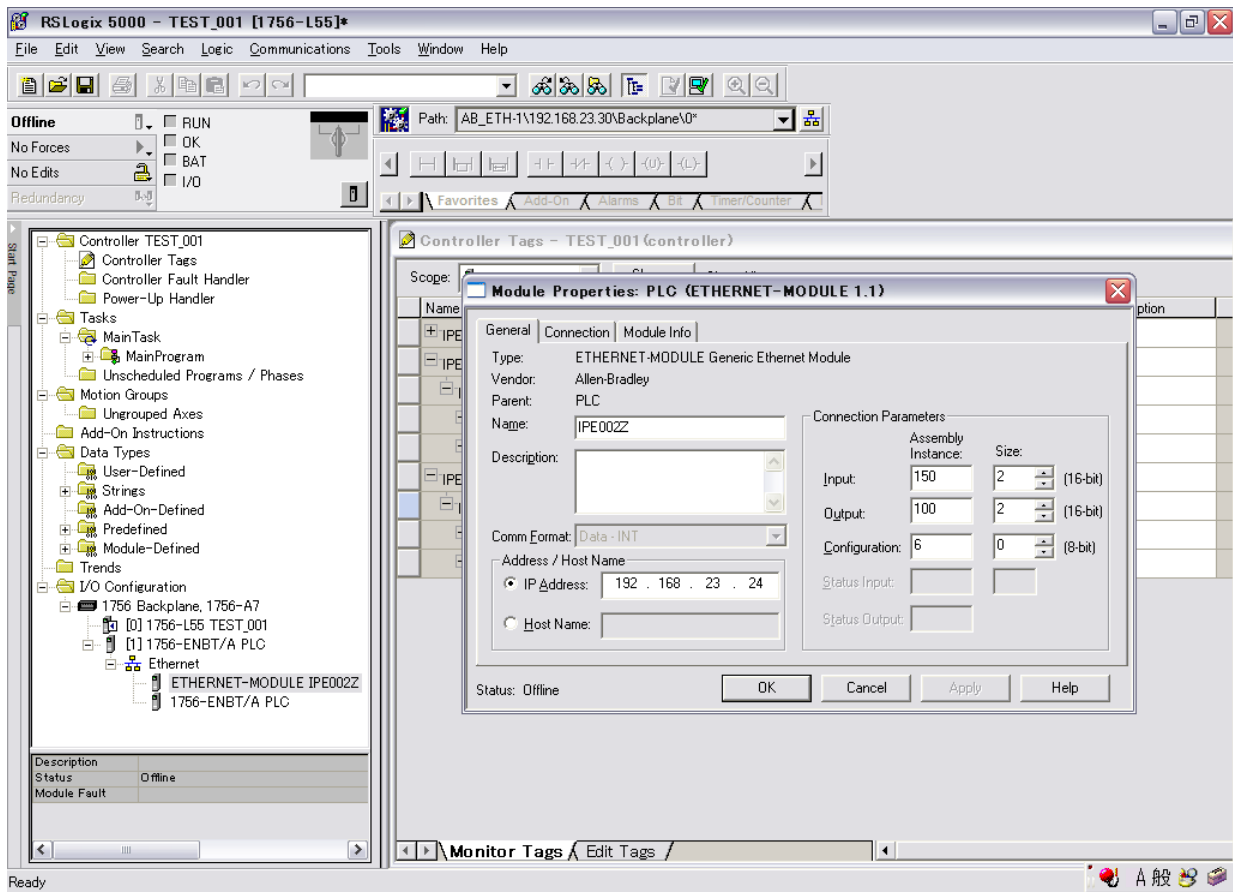 RSLogix 5000 - TEST_001 [1756-L55]*
File Edit View Search Logic Communications Tools Window Help
Offline
RUN
No Forces
OK
BAT
No Edits
I/O
Redundancy
Path: AB_ETH-1\192.168.23.30\Backplane\0*
Favorites Add-On Alarms Bit Timer/Counter
Start Page
Controller TEST_001
Controller Tags
Controller Fault Handler
Power-Up Handler
Tasks
MainTask
MainProgram
Unscheduled Programs / Phases
Motion Groups
Ungrouped Axes
Add-On Instructions
Data Types
User-Defined
Strings
Add-On-Defined
Predefined
Module-Defined
Trends
I/O Configuration
1756 Backplane, 1756-A7
[0] 1756-L55 TEST_001
[1] 1756-ENBT/A PLC
Ethernet
ETHERNET-MODULE IPE002Z
1756-ENBT/A PLC
Description
Status Offline
Module Fault
Controller Tags - TEST_001(controller)
Scope:
Name
ption
IPE
IPE
IPE
Module Properties: PLC (ETHERNET-MODULE 1.1)
General Connection Module Info
Type: ETHERNET-MODULE Generic Ethernet Module
Vendor: Allen-Bradley
Parent: PLC
Name: IPE002Z
Description:
Comm Format: Data - INT
Address / Host Name
IP Address: 192 . 168 . 23 . 24
Host Name:
Connection Parameters
Assembly Instance: Size:
Input: 150 2 (16-bit)
Output: 100 2 (16-bit)
Configuration: 6 0 (8-bit)
Status Input:
Status Output:
Status: Offline
OK Cancel Apply Help
Monitor Tags Edit Tags
Ready
A 般